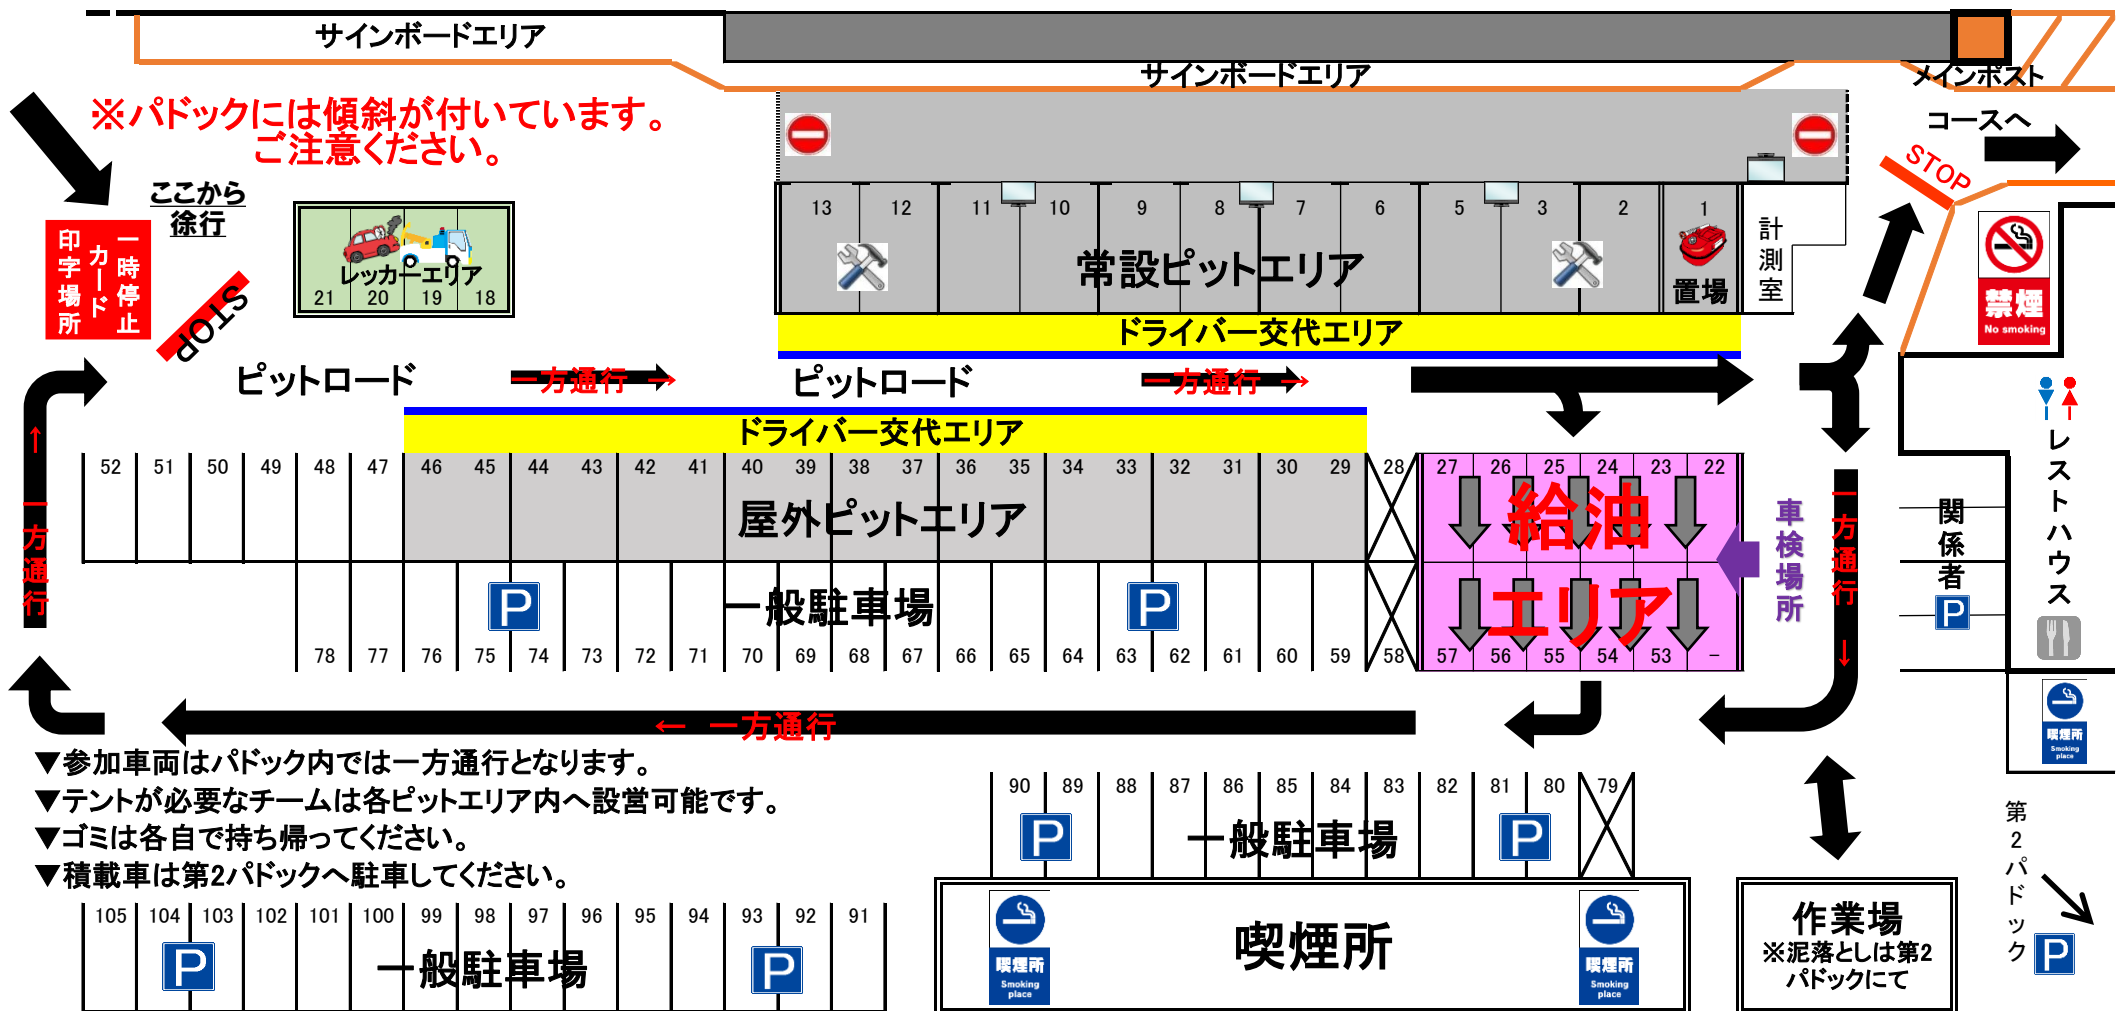 サインボードエリア
サインボードエリア
メインポスト
※パドックには傾斜が付いています。
ご注意ください。
コースへ
STOP
ここから
徐行
一時停止
カード
印字場所
STOP
レッカーエリア
21 20 19 18
13 12 11 10 9 8 7 6 5 3 2 1
常設ピットエリア
置場
計測室
禁煙
No smoking
ドライバー交代エリア
ピットロード
一方通行 →
ピットロード
一方通行 →
ドライバー交代エリア
52 51 50 49 48 47 46 45 44 43 42 41 40 39 38 37 36 35 34 33 32 31 30 29 28 27 26 25 24 23 22
屋外ピットエリア
給油
エリア
車検場所
一方通行 →
一方通行 →
関係者
P
レストハウス
P
一般駐車場
P
78 77 76 75 74 73 72 71 70 69 68 67 66 65 64 63 62 61 60 59 58 57 56 55 54 53 －
← 一方通行
喫煙所
Smoking
place
▼参加車両はパドック内では一方通行となります。
▼テントが必要なチームは各ピットエリア内へ設営可能です。
▼ゴミは各自で持ち帰ってください。
▼積載車は第2パドックへ駐車してください。
90 89 88 87 86 85 84 83 82 81 80 79
P
一般駐車場
P
105 104 103 102 101 100 99 98 97 96 95 94 93 92 91
P
一般駐車場
P
喫煙所
Smoking
place
喫煙所
喫煙所
Smoking
place
作業場
※泥落としは第2
パドックにて
第2パドック
P